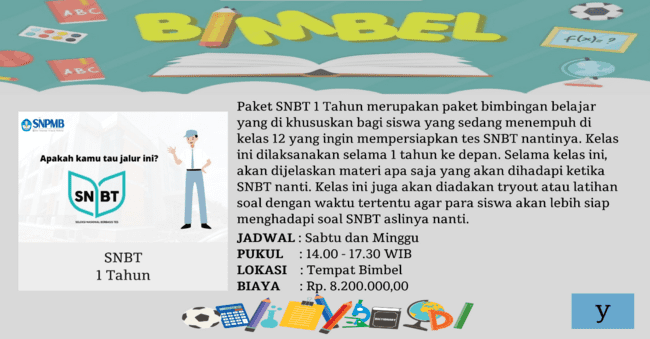 BIMBEL
ABC
ABC
f(x)=?
SNPMB
Apakah kamu tau jalur ini?
SNBT
SELEKSI NASIONAL BERBASIS TES
SNBT
1 Tahun
Paket SNBT 1 Tahun merupakan paket bimbingan belajar
yang di khususkan bagi siswa yang sedang menempuh di
kelas 12 yang ingin mempersiapkan tes SNBT nantinya. Kelas
ini dilaksanakan selama 1 tahun ke depan. Selama kelas ini,
akan dijelaskan materi apa saja yang akan dihadapi ketika
SNBT nanti. Kelas ini juga akan diadakan tryout atau latihan
soal dengan waktu tertentu agar para siswa akan lebih siap
menghadapi soal SNBT aslinya nanti.
JADWAL : Sabtu dan Minggu
PUKUL : 14.00 - 17.30 WIB
LOKASI : Tempat Bimbel
BIAYA : Rp. 8.200.000,00
y